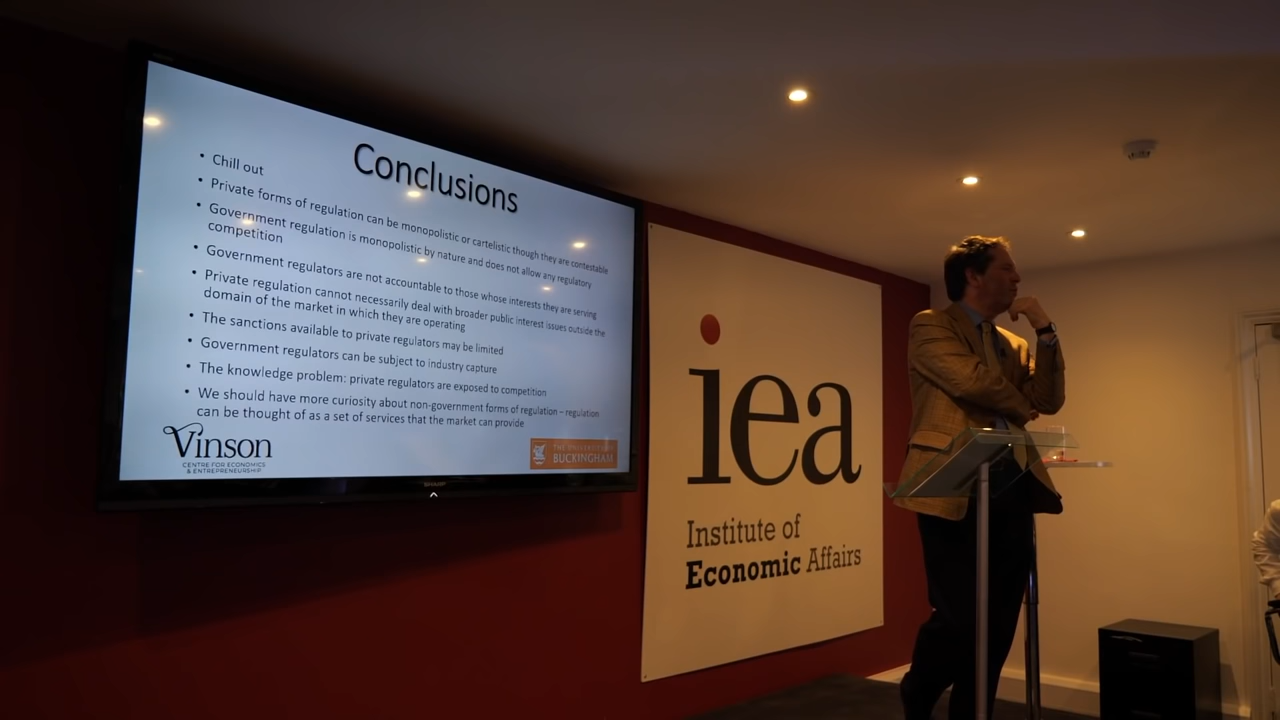 Conclusions
• Chill out
• Private forms of regulation can be monopolistic or cartelistic though they are contestable
• Government regulation is monopolistic by nature and does not allow any regulatory
competition
• Government regulators are not accountable to those whose interests they are serving
• Private regulation cannot necessarily deal with broader public interest issues outside the
domain of the market in which they are operating
• The sanctions available to private regulators may be limited
• Government regulators can be subject to industry capture
• The knowledge problem: private regulators are exposed to competition
• We should have more curiosity about non-government forms of regulation – regulation
can be thought of as a set of services that the market can provide
Vinson
CENTRE FOR ECONOMICS
& ENTREPRENEURSHIP
THE UNIVERSITY OF
BUCKINGHAM
SHARP
iea
Institute of
Economic Affairs